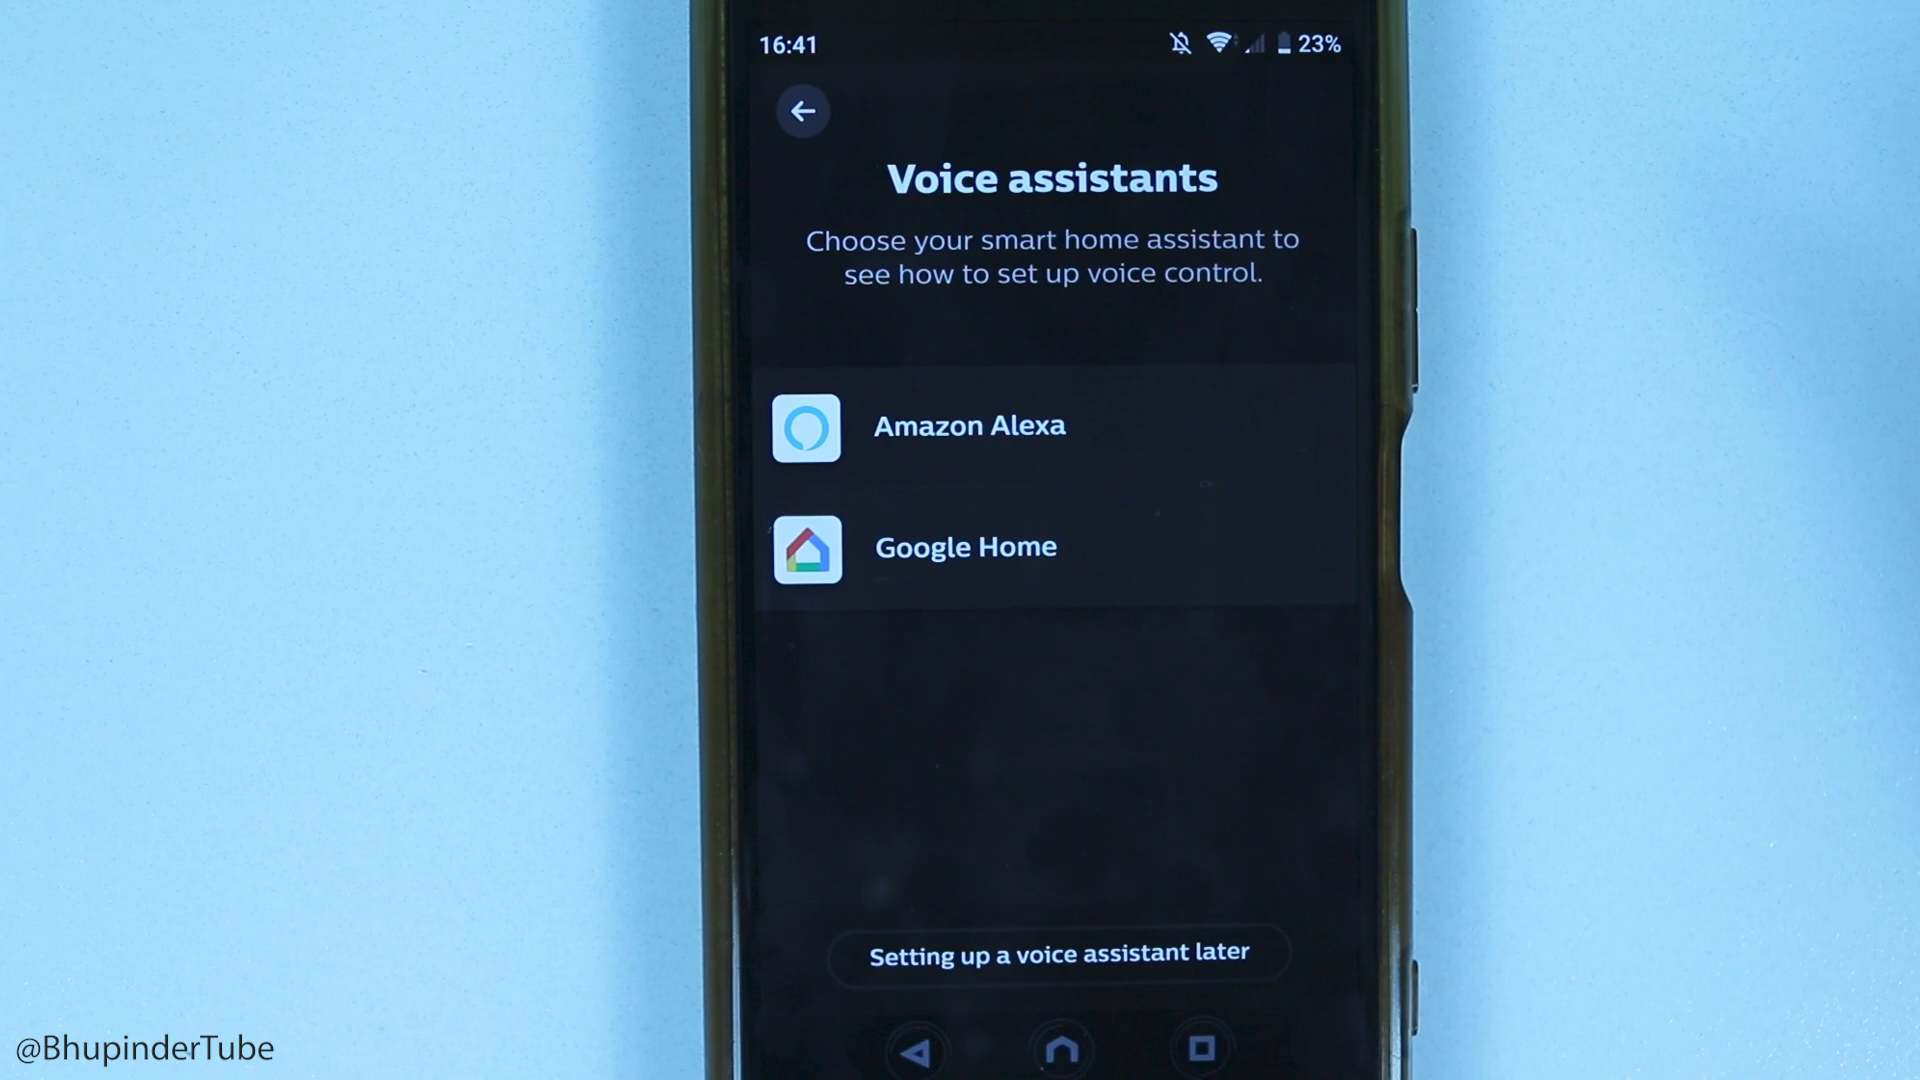 16:41
23%
Voice assistants
Choose your smart home assistant to
see how to set up voice control.
Amazon Alexa
Google Home
Setting up a voice assistant later
@BhupinderTube